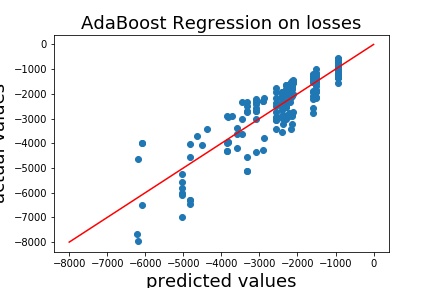 AdaBoost Regression on losses
0
−1000
−2000
−3000
−4000
−5000
−6000
−7000
−8000
actual values
−8000 −7000 −6000 −5000 −4000 −3000 −2000 −1000 0
predicted values